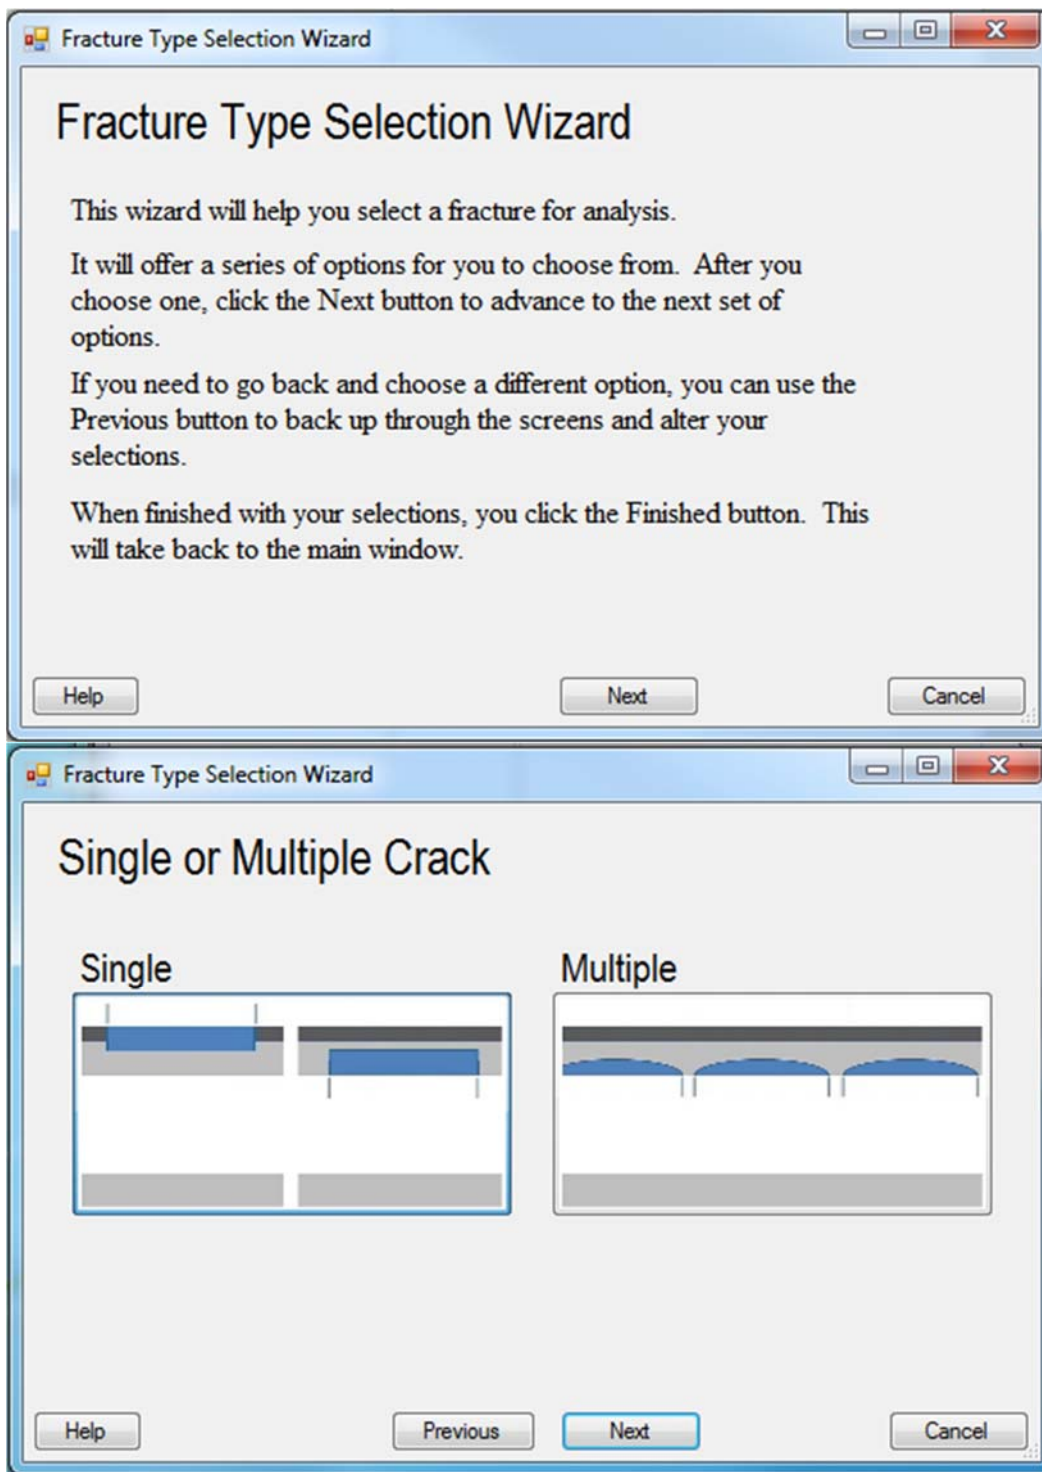 Fracture Type Selection Wizard
Fracture Type Selection Wizard
This wizard will help you select a fracture for analysis.
It will offer a series of options for you to choose from.  After you
choose one, click the Next button to advance to the next set of
options.
If you need to go back and choose a different option, you can use the
Previous button to back up through the screens and alter your
selections.
When finished with your selections, you click the Finished button.  This
will take back to the main window.
Help Next Cancel
Fracture Type Selection Wizard
Single or Multiple Crack
Single Multiple
Help Previous Next Cancel